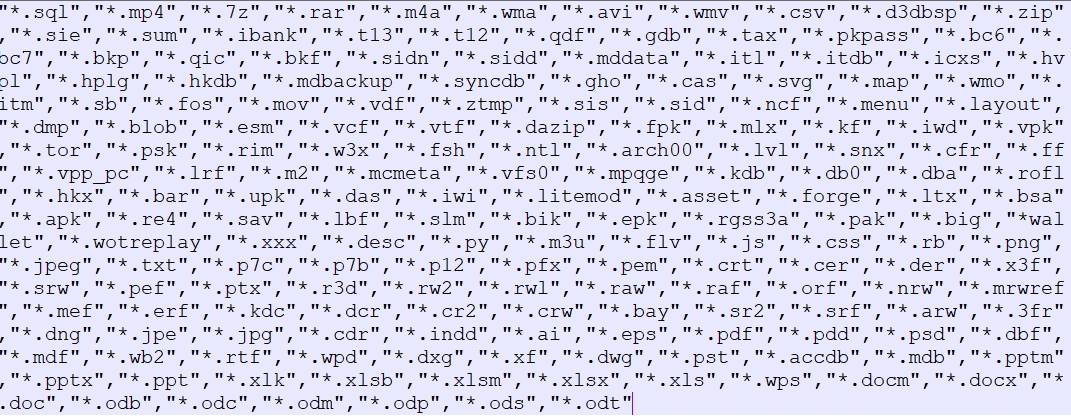 "*.sql","*.mp4","*.7z","*.rar","*.m4a","*.wma","*.avi","*.wmv","*.csv","*.d3dbsp","*.zip"
,"*.sie","*.sum","*.ibank","*.t13","*.t12","*.qdf","*.gdb","*.tax","*.pkpass","*.bc6","*.
bc7","*.bkp","*.qic","*.bkf","*.sidn","*.sidd","*.mddata","*.itl","*.itdb","*.icxs","*.hv
pl","*.hplg","*.hkdb","*.mdbackup","*.syncdb","*.gho","*.cas","*.svg","*.map","*.wmo","*.
itm","*.sb","*.fos","*.mov","*.vdf","*.ztmp","*.sis","*.sid","*.ncf","*.menu","*.layout",
"*.dmp","*.blob","*.esm","*.vcf","*.vtf","*.dazip","*.fpk","*.mlx","*.kf","*.iwd","*.vpk"
,"*.tor","*.psk","*.rim","*.w3x","*.fsh","*.ntl","*.arch00","*.lvl","*.snx","*.cfr","*.ff
","*.vpp_pc","*.lrf","*.m2","*.mcmeta","*.vfs0","*.mpqge","*.kdb","*.db0","*.dba","*.rofl
","*.hkx","*.bar","*.upk","*.das","*.iwi","*.litemod","*.asset","*.forge","*.ltx","*.bsa"
,"*.apk","*.re4","*.sav","*.lbf","*.slm","*.bik","*.epk","*.rgss3a","*.pak","*.big","*wal
let","*.wotreplay","*.xxx","*.desc","*.py","*.m3u","*.flv","*.js","*.css","*.rb","*.png",
"*.jpeg","*.txt","*.p7c","*.p7b","*.p12","*.pfx","*.pem","*.crt","*.cer","*.der","*.x3f",
"*.srw","*.pef","*.ptx","*.r3d","*.rw2","*.rwl","*.raw","*.raf","*.orf","*.nrw","*.mrwref
","*.mef","*.erf","*.kdc","*.dcr","*.cr2","*.crw","*.bay","*.sr2","*.srf","*.arw","*.3fr"
,"*.dng","*.jpe","*.jpg","*.cdr","*.indd","*.ai","*.eps","*.pdf","*.pdd","*.psd","*.dbf",
"*.mdf","*.wb2","*.rtf","*.wpd","*.dxg","*.xf","*.dwg","*.pst","*.accdb","*.mdb","*.pptm"
,"*.pptx","*.ppt","*.xlk","*.xlsb","*.xlsm","*.xlsx","*.xls","*.wps","*.docm","*.docx","*
.doc","*.odb","*.odc","*.odm","*.odp","*.ods","*.odt"